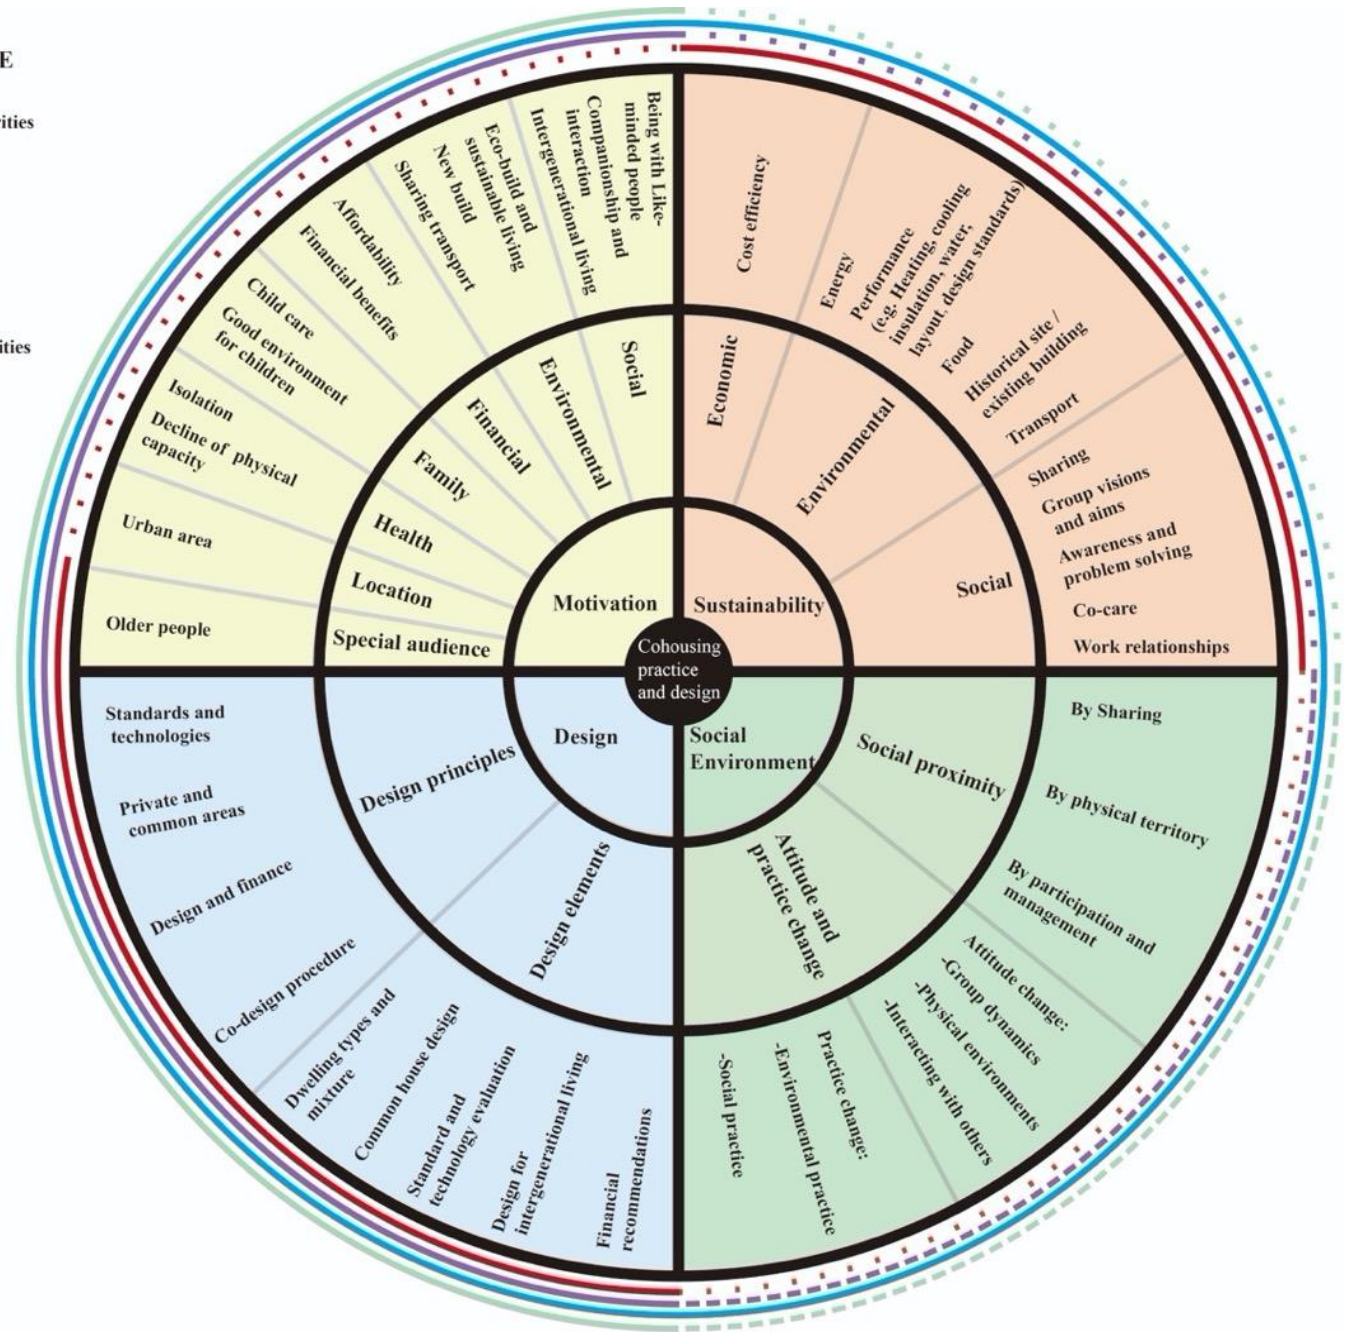 E
rities
ities
Cohousing
practice
and design
Motivation
Social
Being with Like-
minded people
Companionship and
interaction
Intergenerational living
Environmental
Eco-build and
sustainable living
New build
Sharing transport
Financial
Affordability
Financial benefits
Family
Child care
Good environment
for children
Health
Isolation
Decline of physical
capacity
Location
Urban area
Special audience
Older people
Sustainability
Economic
Cost efficiency
Environmental
Energy
Performance
(e.g. Heating, cooling
insulation, water,
layout, design standards)
Food
Historical site /
existing building
Transport
Social
Sharing
Group visions
and aims
Awareness and
problem solving
Co-care
Work relationships
Social
Environment
Social proximity
By Sharing
By physical territory
By participation and
management
Attitude and
practice change
Attitude change:
-Group dynamics
-Physical environments
-Interacting with others
Practice change:
-Environmental practice
-Social practice
Design
Design principles
Standards and
technologies
Private and
common areas
Design and finance
Co-design procedure
Design elements
Dwelling types and
mixture
Common house design
Standard and
technology evaluation
Design for
intergenerational living
Financial
recommendations